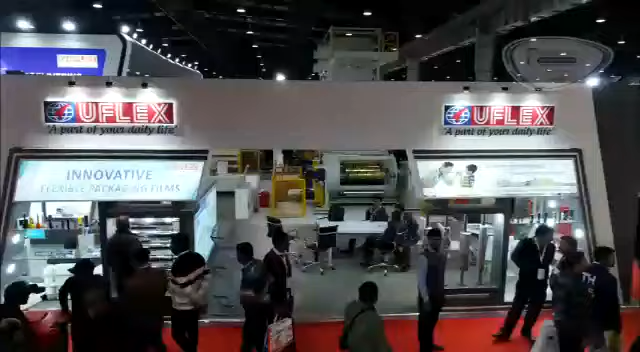 UFLEX
'A part of your daily life'
UFLEX
'A part of your daily life'
INNOVATIVE
FLEXIBLE PACKAGING FILMS